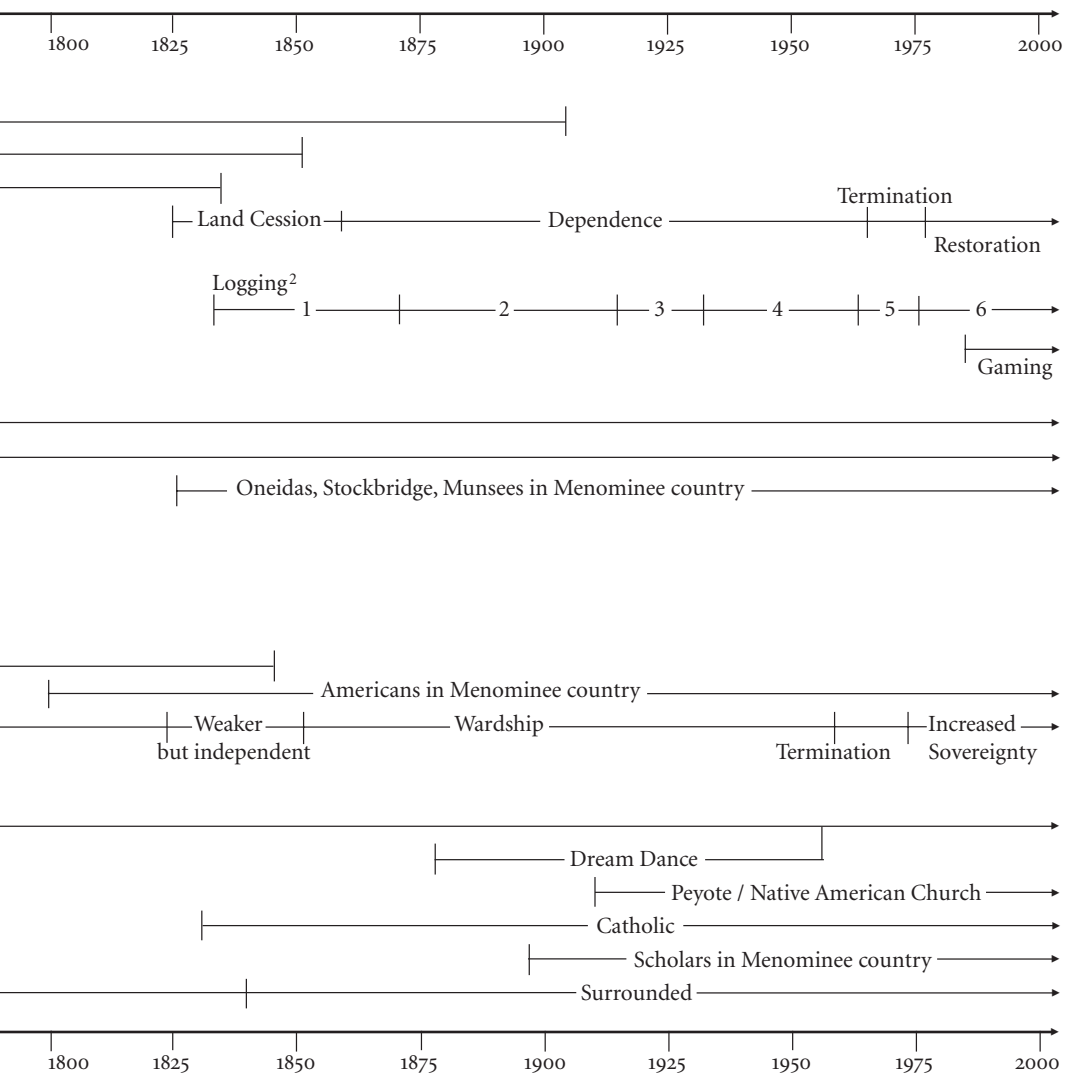 1800 1825 1850 1875 1900 1925 1950 1975 2000
Termination
Land Cession Dependence
Restoration
Logging²
1 2 3 4 5 6
Gaming
Oneidas, Stockbridge, Munsees in Menominee country
Americans in Menominee country
Weaker Wardship Increased
but independent Termination Sovereignty
Dream Dance
Peyote / Native American Church
Catholic
Scholars in Menominee country
Surrounded
1800 1825 1850 1875 1900 1925 1950 1975 2000